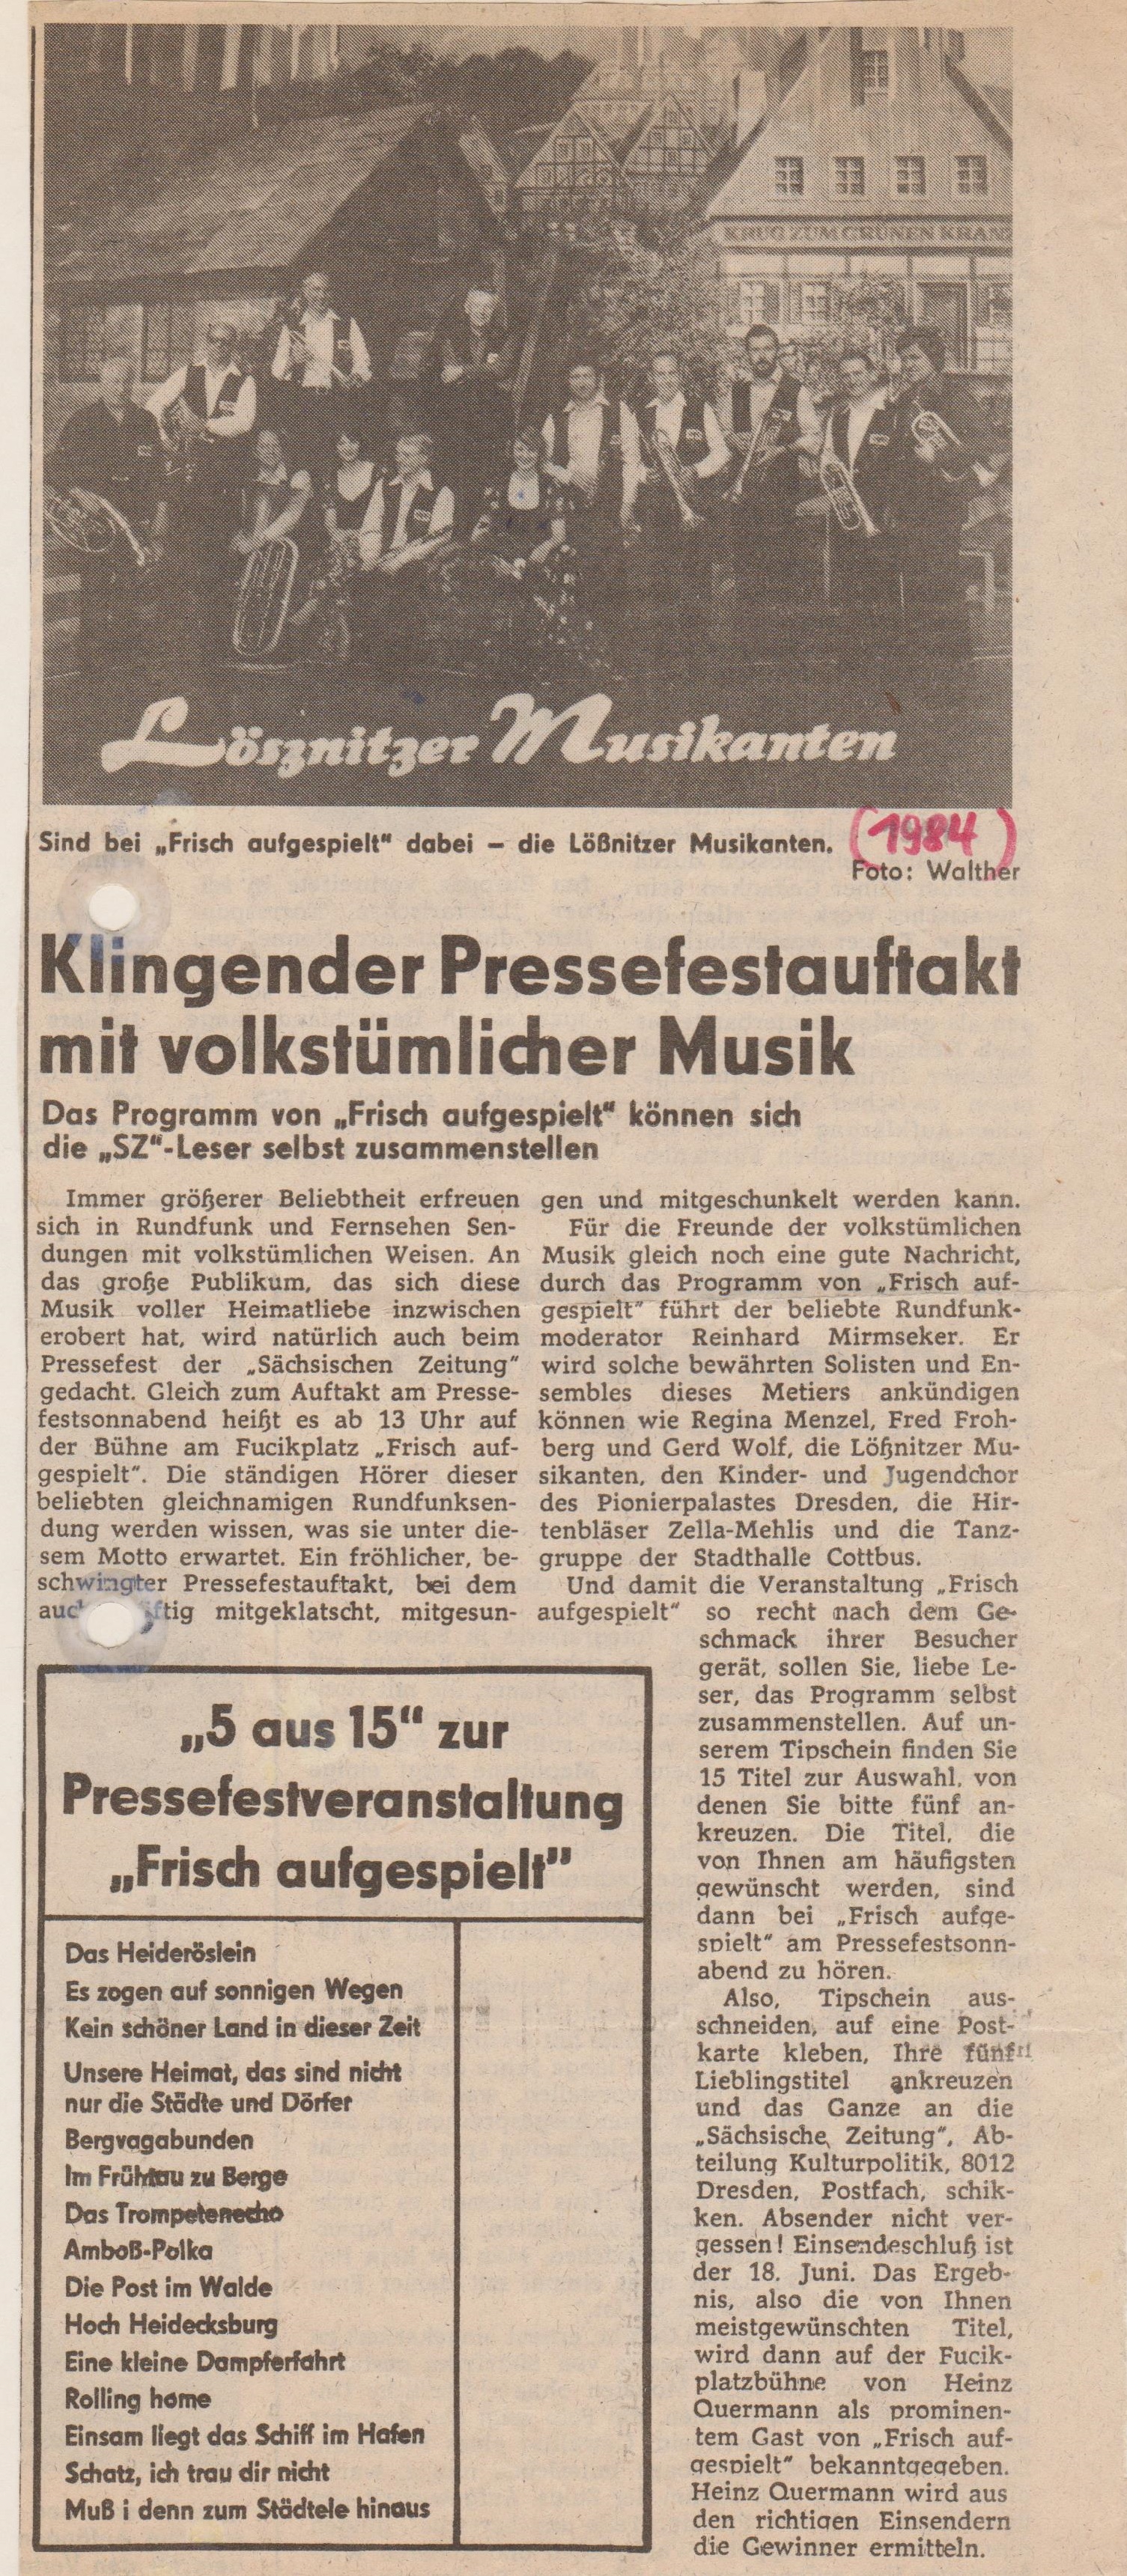 KRUG ZUM GRÜNEN KRANZ
Lösznitzer Musikanten
Sind bei „Frisch aufgespielt“ dabei – die Lößnitzer Musikanten.
(1984)
Foto: Walther
Klingender Pressefestauftakt
mit volkstümlicher Musik
Das Programm von „Frisch aufgespielt“ können sich
die „SZ“-Leser selbst zusammenstellen
Immer größerer Beliebtheit erfreuen
sich in Rundfunk und Fernsehen Sen-
dungen mit volkstümlichen Weisen. An
das große Publikum, das sich diese
Musik voller Heimatliebe inzwischen
erobert hat, wird natürlich auch beim
Pressefest der „Sächsischen Zeitung“
gedacht. Gleich zum Auftakt am Presse-
festsonnabend heißt es ab 13 Uhr auf
der Bühne am Fucikplatz „Frisch auf-
gespielt“. Die ständigen Hörer dieser
beliebten gleichnamigen Rundfunksen-
dung werden wissen, was sie unter die-
sem Motto erwartet. Ein fröhlicher, be-
schwingter Pressefestauftakt, bei dem
mitgeklatscht, mitgesun-
gen und mitgeschunkelt werden kann.
Für die Freunde der volkstümlichen
Musik gleich noch eine gute Nachricht,
durch das Programm von „Frisch auf-
gespielt“ führt der beliebte Rundfunk-
moderator Reinhard Mirmseker. Er
wird solche bewährten Solisten und En-
sembles dieses Metiers ankündigen
können wie Regina Menzel, Fred Froh-
berg und Gerd Wolf, die Lößnitzer Mu-
sikanten, den Kinder- und Jugendchor
des Pionierpalastes Dresden, die Hir-
tenbläser Zella-Mehlis und die Tanz-
gruppe der Stadthalle Cottbus.
Und damit die Veranstaltung „Frisch
aufgespielt“ so recht nach dem Ge-
schmack ihrer Besucher
gerät, sollen Sie, liebe Le-
ser, das Programm selbst
zusammenstellen. Auf un-
serem Tipschein finden Sie
15 Titel zur Auswahl, von
denen Sie bitte fünf an-
kreuzen. Die Titel, die
von Ihnen am häufigsten
gewünscht werden, sind
dann bei „Frisch aufge-
spielt“ am Pressefestsonn-
abend zu hören.
Also, Tipschein aus-
schneiden, auf eine Post-
karte kleben, Ihre fünf
Lieblingstitel ankreuzen
und das Ganze an die
„Sächsische Zeitung“, Ab-
teilung Kulturpolitik, 8012
Dresden, Postfach, schik-
ken. Absender nicht ver-
gessen! Einsendeschluß ist
der 18. Juni. Das Ergeb-
nis, also die von Ihnen
meistgewünschten Titel,
wird dann auf der Fucik-
platzbühne von Heinz
Quermann als prominen-
tem Gast von „Frisch auf-
gespielt“ bekanntgegeben.
Heinz Quermann wird aus
den richtigen Einsendern
die Gewinner ermitteln.
„5 aus 15“ zur
Pressefestveranstaltung
„Frisch aufgespielt“
Das Heideröslein
Es zogen auf sonnigen Wegen
Kein schöner Land in dieser Zeit
Unsere Heimat, das sind nicht
nur die Städte und Dörfer
Bergvagabunden
Im Frühtau zu Berge
Das Trompetenecho
Amboß-Polka
Die Post im Walde
Hoch Heidecksburg
Eine kleine Dampferfahrt
Rolling home
Einsam liegt das Schiff im Hafen
Schatz, ich trau dir nicht
Muß i denn zum Städtele hinaus